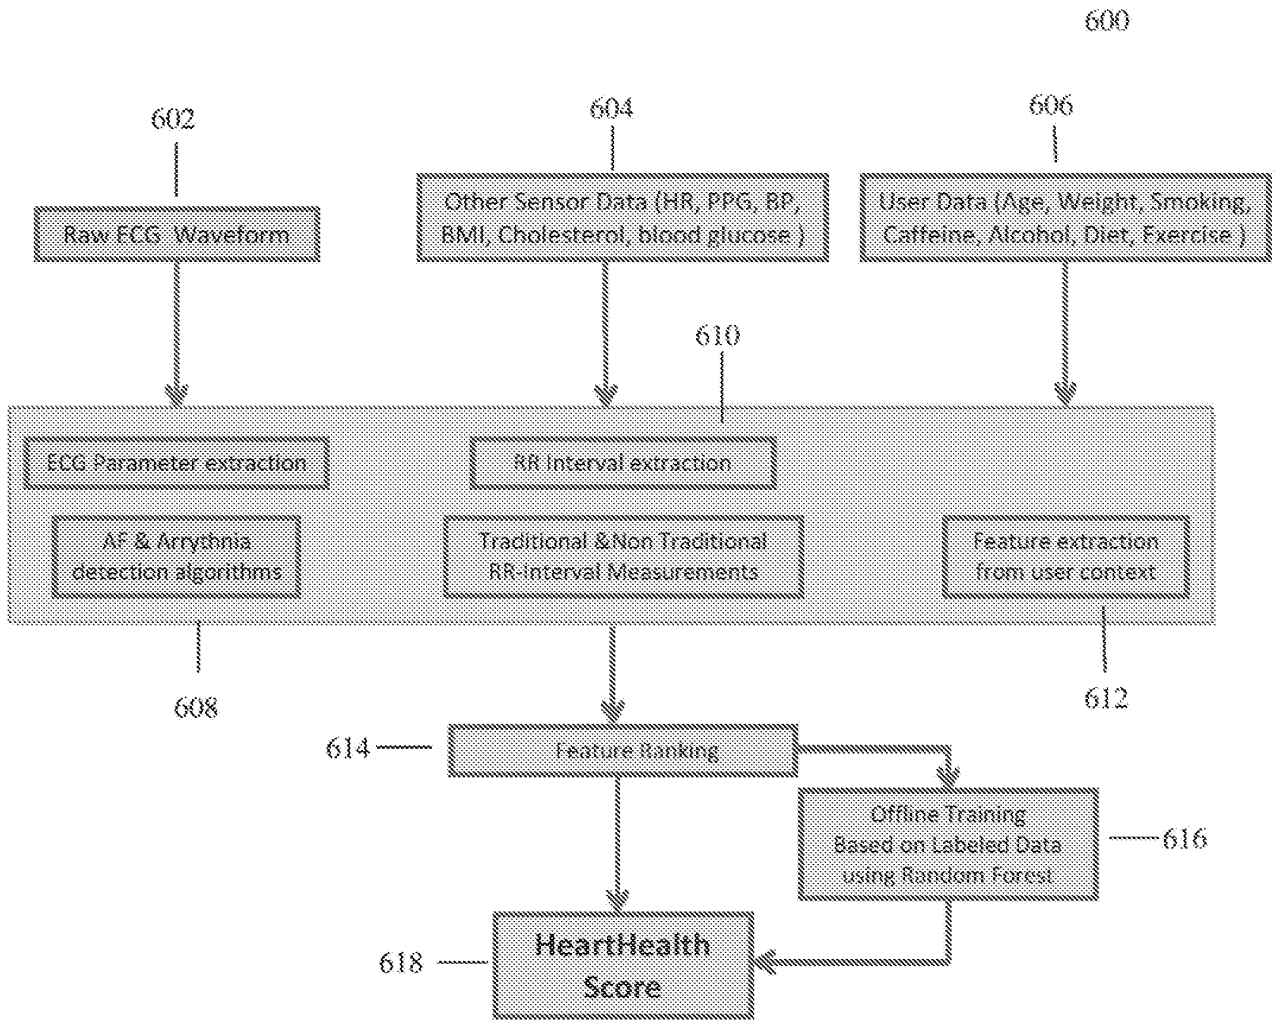 600
602
604
606
Raw ECG Waveform
Other Sensor Data (HR, PPG, BP,
BMI, Cholesterol, blood glucose )
User Data (Age, Weight, Smoking,
Caffeine, Alcohol, Diet, Exercise )
610
ECG Parameter extraction
RR Interval extraction
AF & Arrythnia
detection algorithms
Traditional &Non Traditional
RR-Interval Measurements
Feature extraction
from user context
608
612
614
Feature Ranking
Offline Training
Based on Labeled Data
using Random Forest
616
618
HeartHealth
Score